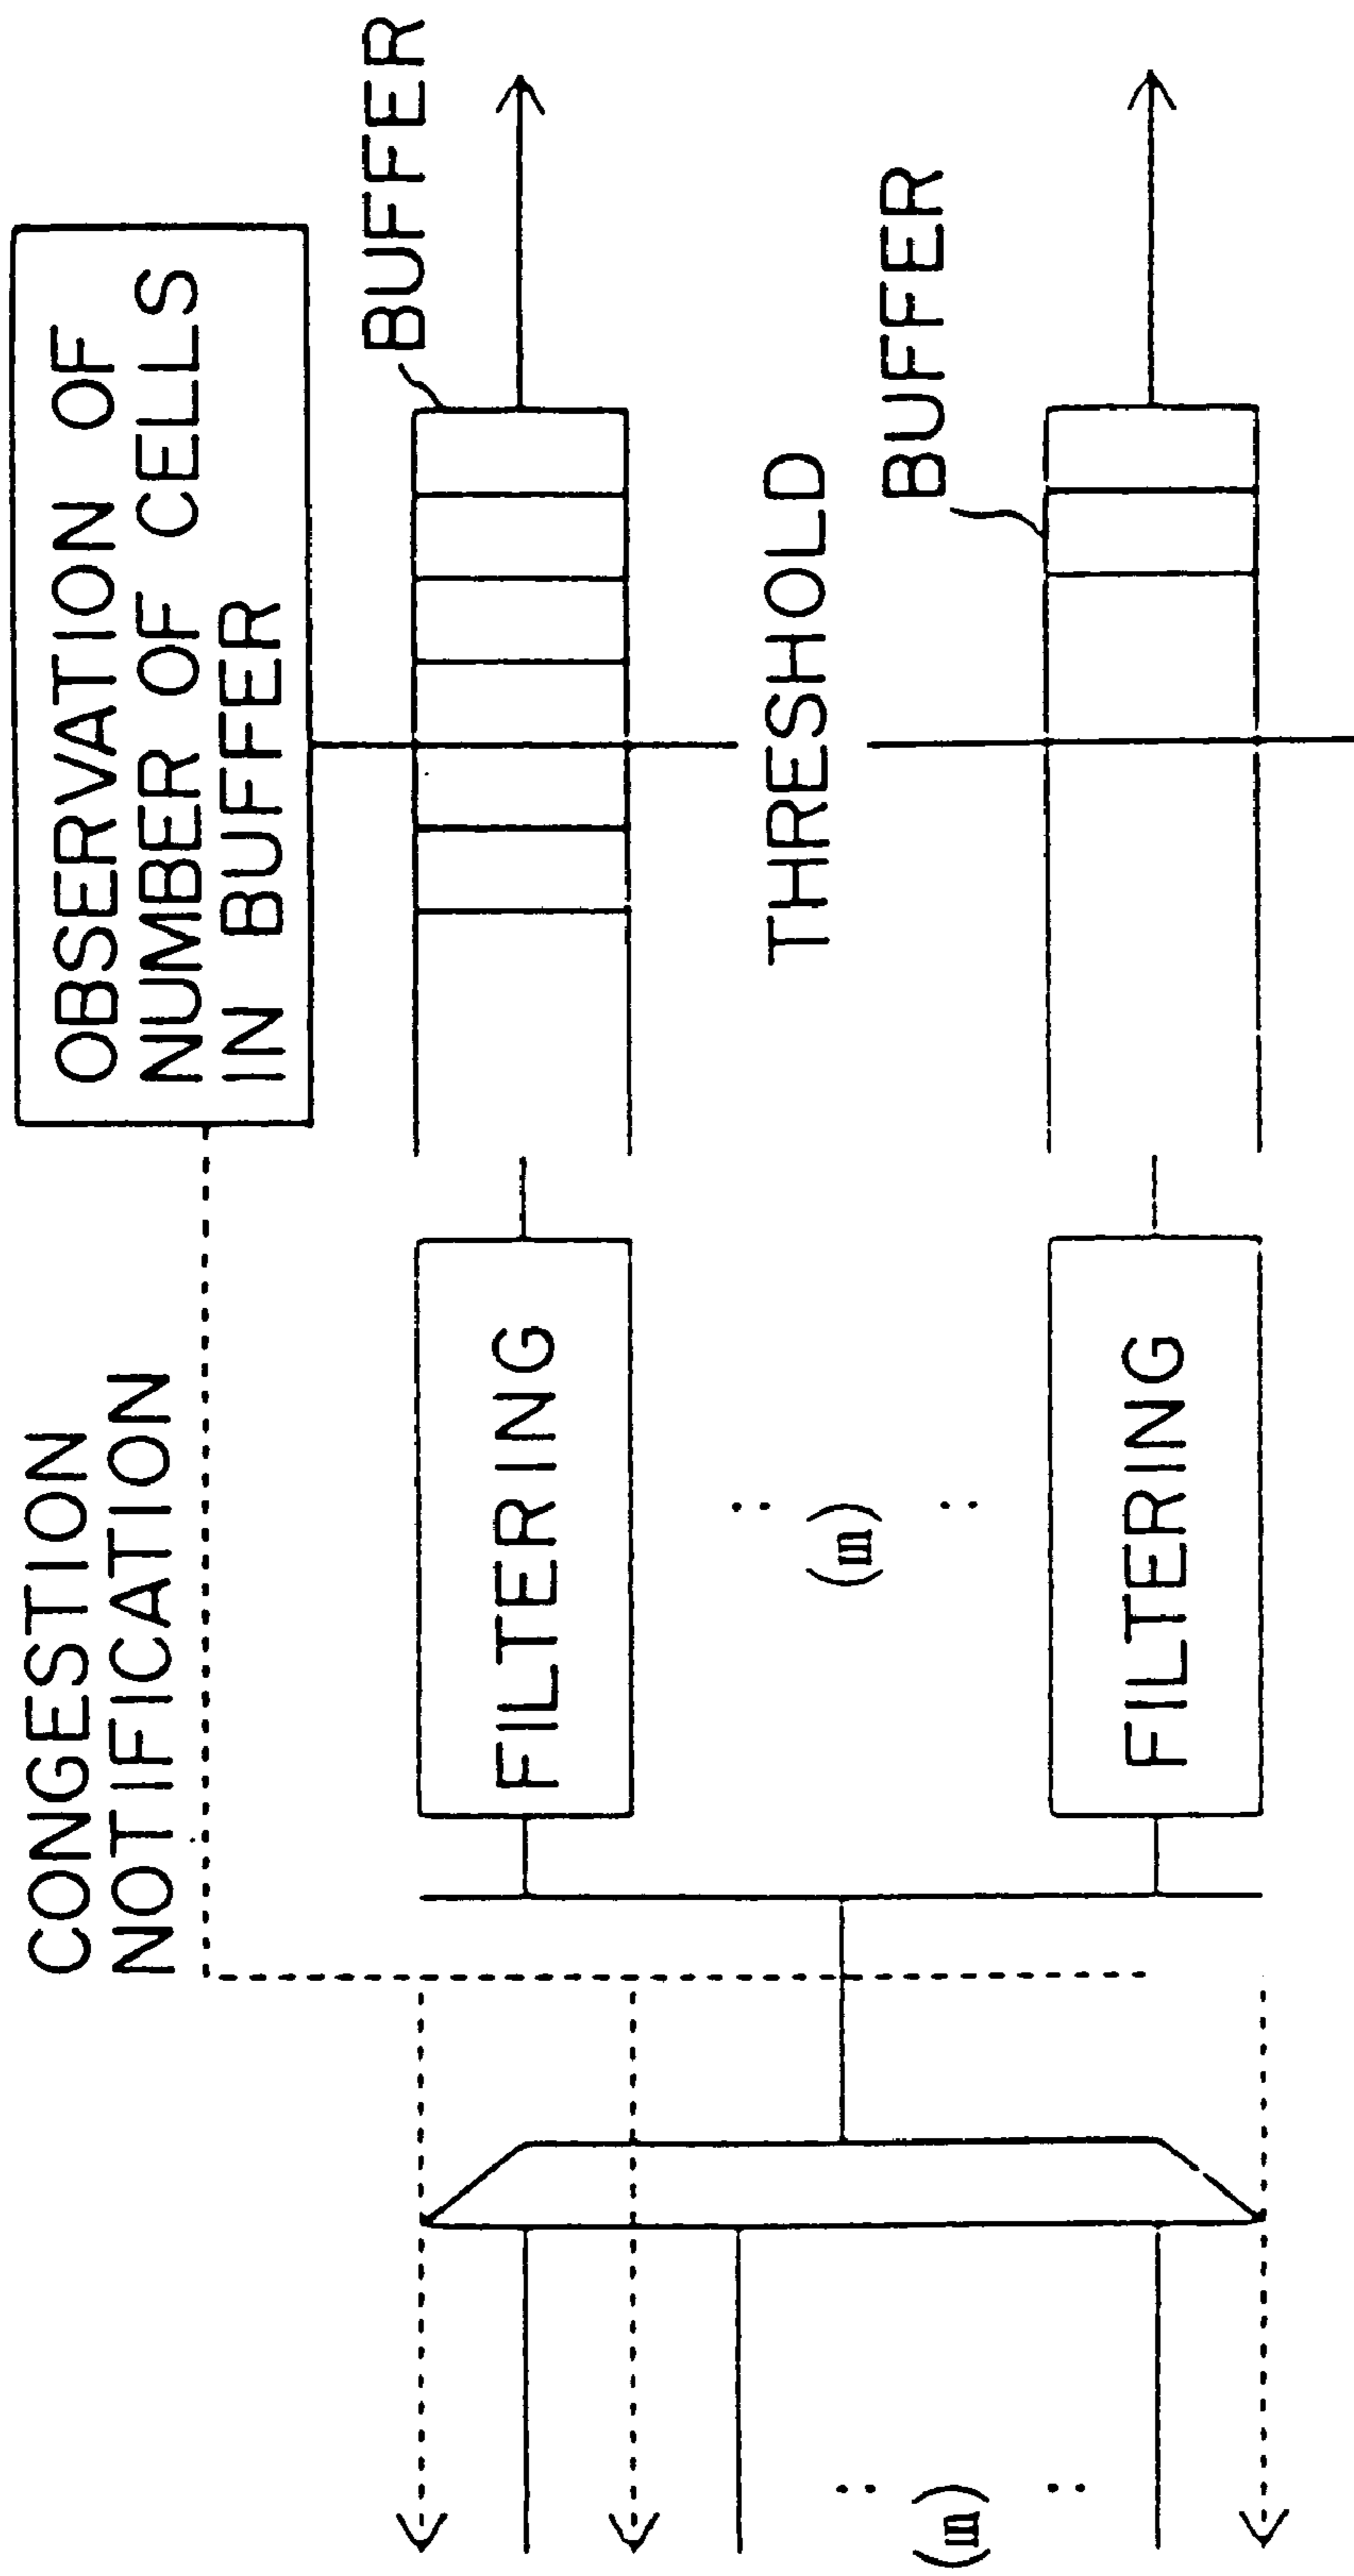 CONGESTION
NOTIFICATION
OBSERVATION OF
NUMBER OF CELLS
IN BUFFER
BUFFER
FILTERING
THRESHOLD
(m)
(m)
BUFFER
FILTERING